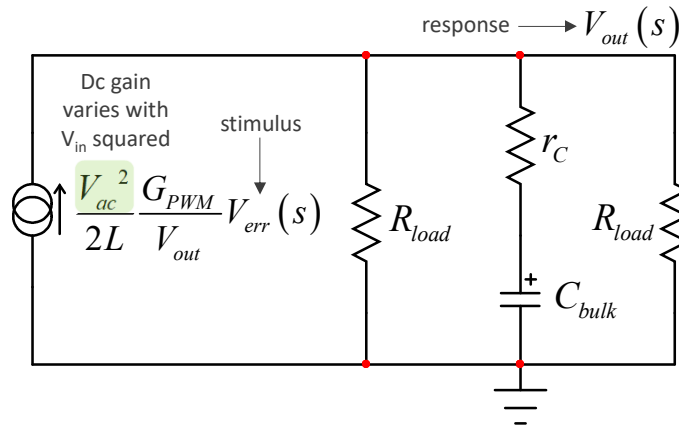 response V_out (s)
Dc gain
varies with
V_in squared
stimulus
V_ac^2 / 2L G_PWM / V_out V_err (s)
r_C
R_load
R_load
+
C_bulk